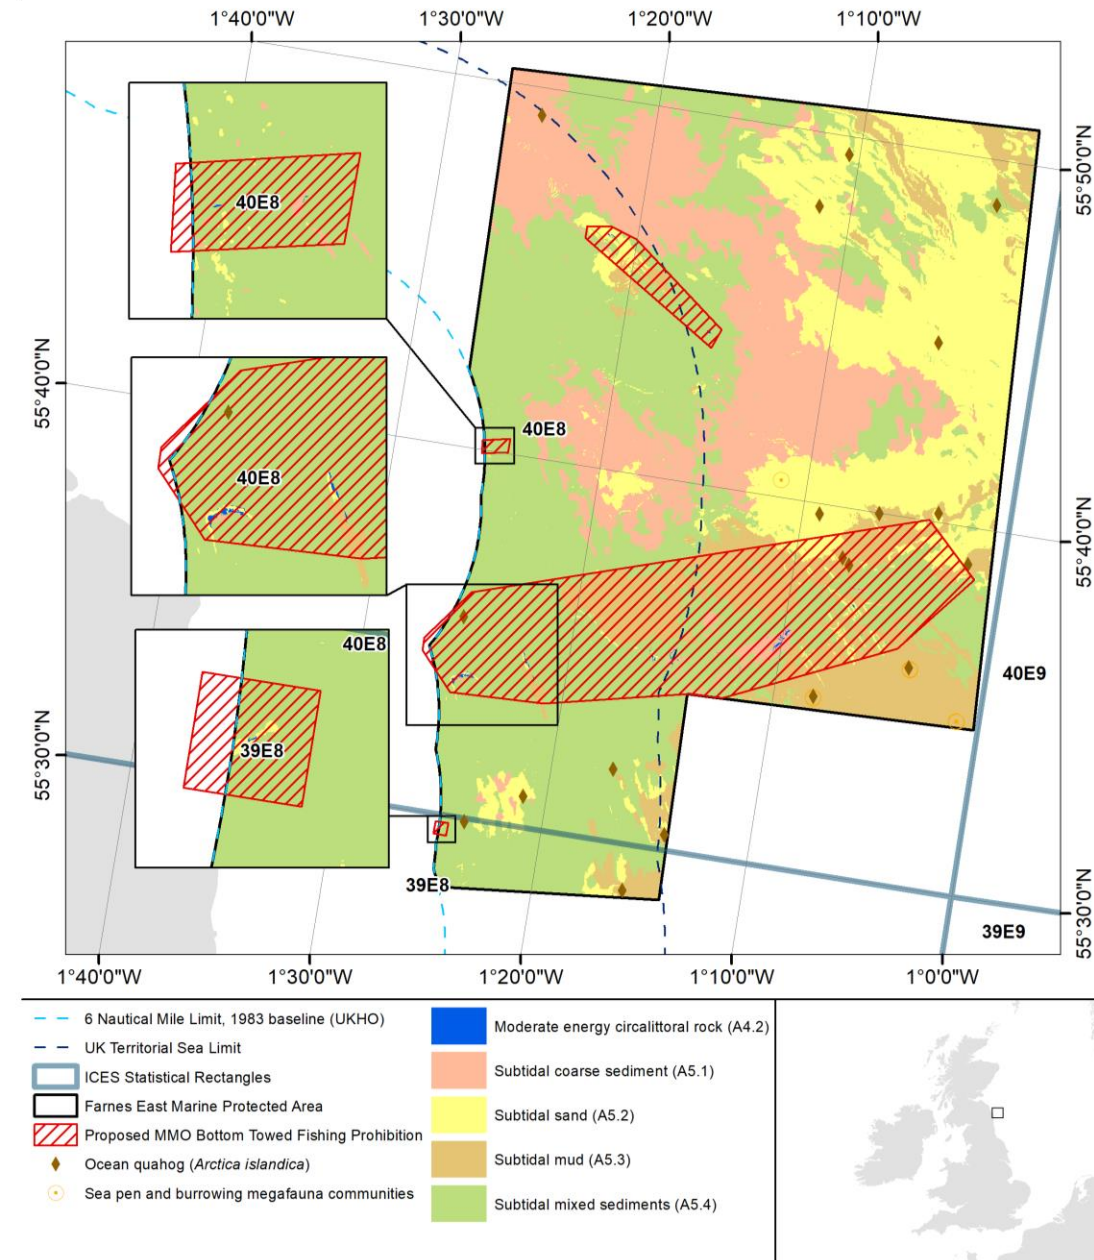 1°40'0"W
1°30'0"W
1°20'0"W
1°10'0"W
55°50'0"N
40E8
55°40'0"N
40E8
40E8
55°40'0"N
40E8
40E9
39E8
55°30'0"N
39E8
55°30'0"N
39E9
1°40'0"W
1°30'0"W
1°20'0"W
1°10'0"W
1°0'0"W
6 Nautical Mile Limit, 1983 baseline (UKHO)
UK Territorial Sea Limit
ICES Statistical Rectangles
Farnes East Marine Protected Area
Proposed MMO Bottom Towed Fishing Prohibition
Ocean quahog (Arctica islandica)
Sea pen and burrowing megafauna communities
Moderate energy circalittoral rock (A4.2)
Subtidal coarse sediment (A5.1)
Subtidal sand (A5.2)
Subtidal mud (A5.3)
Subtidal mixed sediments (A5.4)